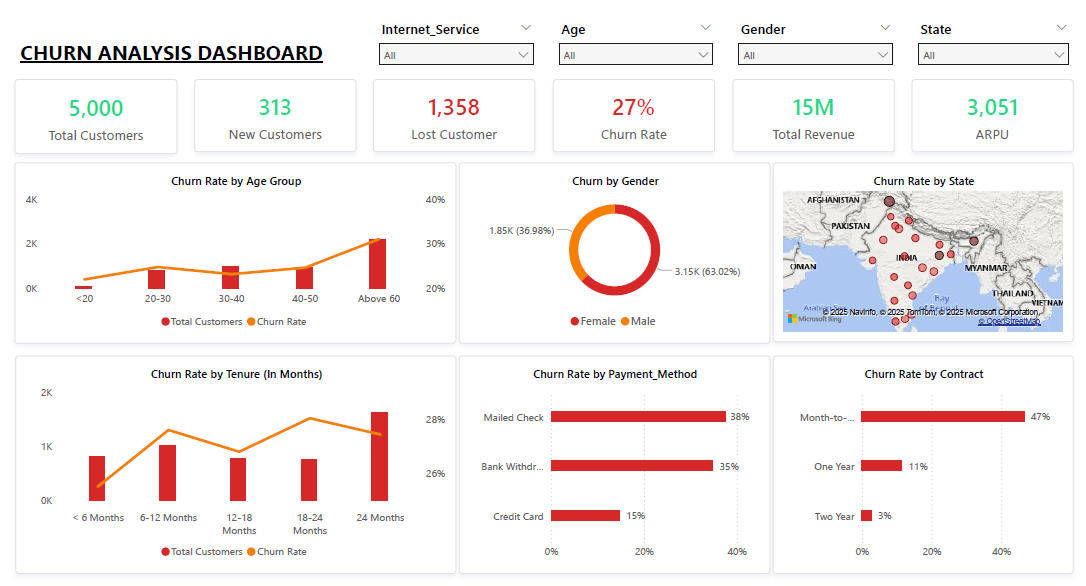 CHURN ANALYSIS DASHBOARD
Internet_Service
All
Age
All
Gender
All
State
All
5,000
Total Customers
313
New Customers
1,358
Lost Customer
27%
Churn Rate
15M
Total Revenue
3,051
ARPU
Churn Rate by Age Group
4K
2K
0K
40%
30%
20%
<20
20-30
30-40
40-50
Above 60
Total Customers
Churn Rate
Churn by Gender
1.85K (36.98%)
3.15K (63.02%)
Female
Male
Churn Rate by State
AFGHANISTAN
PAKISTAN
OMAN
INDIA
MYANMAR
THAILAND
VIETNAM
Arabian Sea
Bay
of Bengal
Microsoft Bing
© 2025 NavInfo, © 2025 TomTom, © 2025 Microsoft Corporation,
© OpenStreetMap
Churn Rate by Tenure (In Months)
2K
1K
0K
28%
26%
< 6 Months
6-12 Months
12-18
Months
18-24
Months
24 Months
Total Customers
Churn Rate
Churn Rate by Payment_Method
Mailed Check
38%
Bank Withdr...
35%
Credit Card
15%
0%
20%
40%
Churn Rate by Contract
Month-to-...
47%
One Year
11%
Two Year
3%
0%
20%
40%